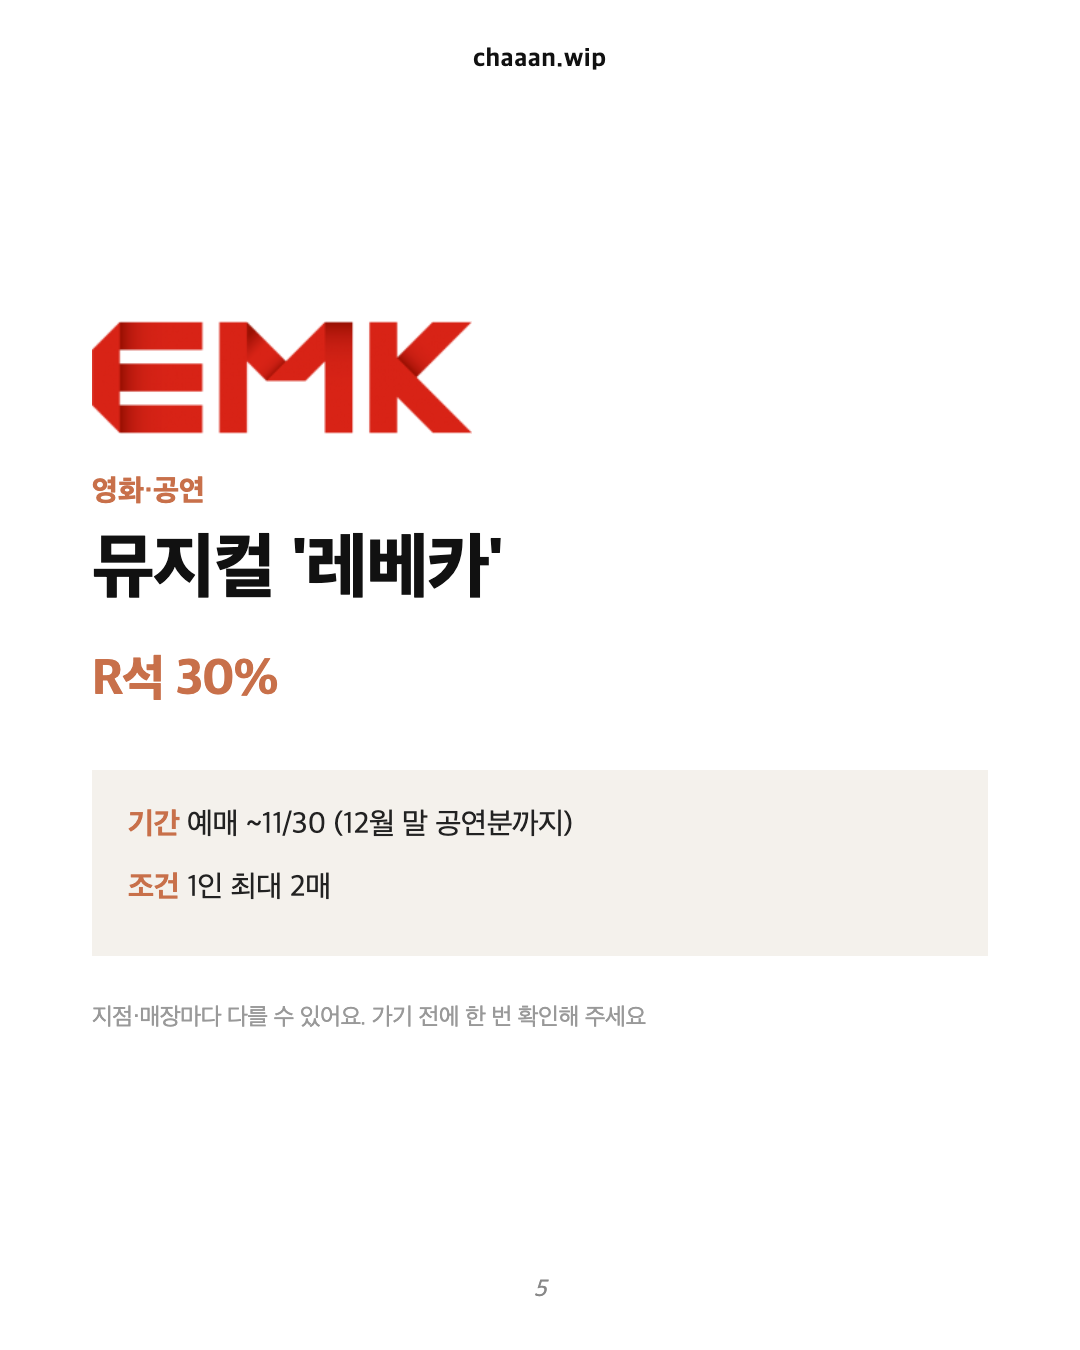 chaaan.wip
EMK
영화·공연
뮤지컬 '레베카'
R석 30%
기간 예매 ~11/30 (12월 말 공연분까지)
조건 1인 최대 2매
지점·매장마다 다를 수 있어요. 가기 전에 한 번 확인해 주세요
5